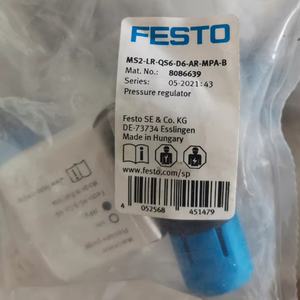 FESTO
MS2-LR-QS6-D6-AR-MPA-B
Mat. No.: 8086639
Series: 05-2021:43
Pressure regulator
Festo SE & Co. KG
DE-73734 Esslingen
Made in Hungary
www.festo.com/sp
4 052568 451479